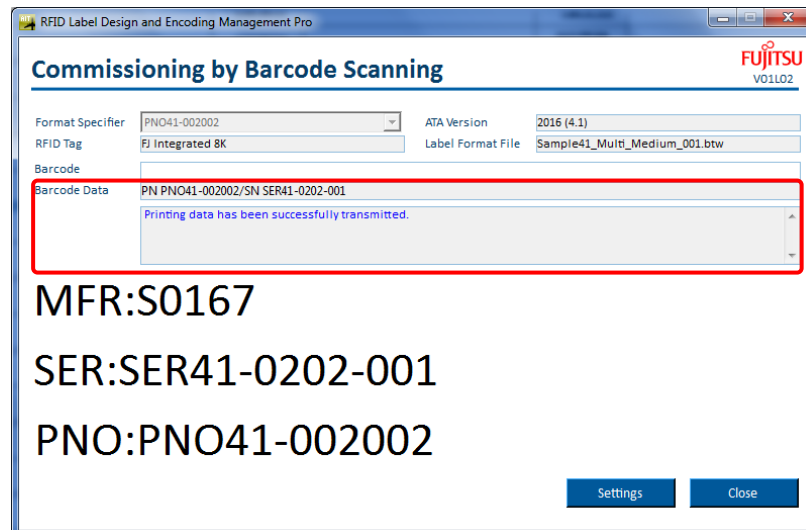 RFID Label Design and Encoding Management Pro
Commissioning by Barcode Scanning
FUJITSU
V01L02
Format Specifier PNO41-002002 ATA Version 2016 (4.1)
RFID Tag FJ Integrated 8K Label Format File Sample41_Multi_Medium_001.btw
Barcode
Barcode Data PN PNO41-002002/SN SER41-0202-001
Printing data has been successfully transmitted.
MFR:S0167
SER:SER41-0202-001
PNO:PNO41-002002
Settings Close